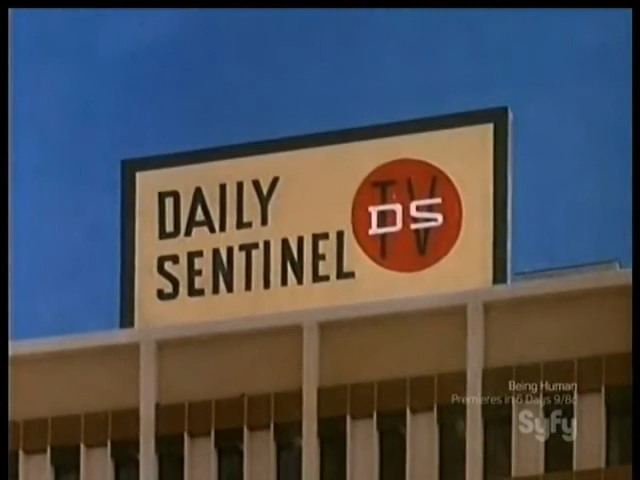 DAILY
SENTINEL
TV
DS
Being Human
Premieres in 6 Days 9/8c
Syfy